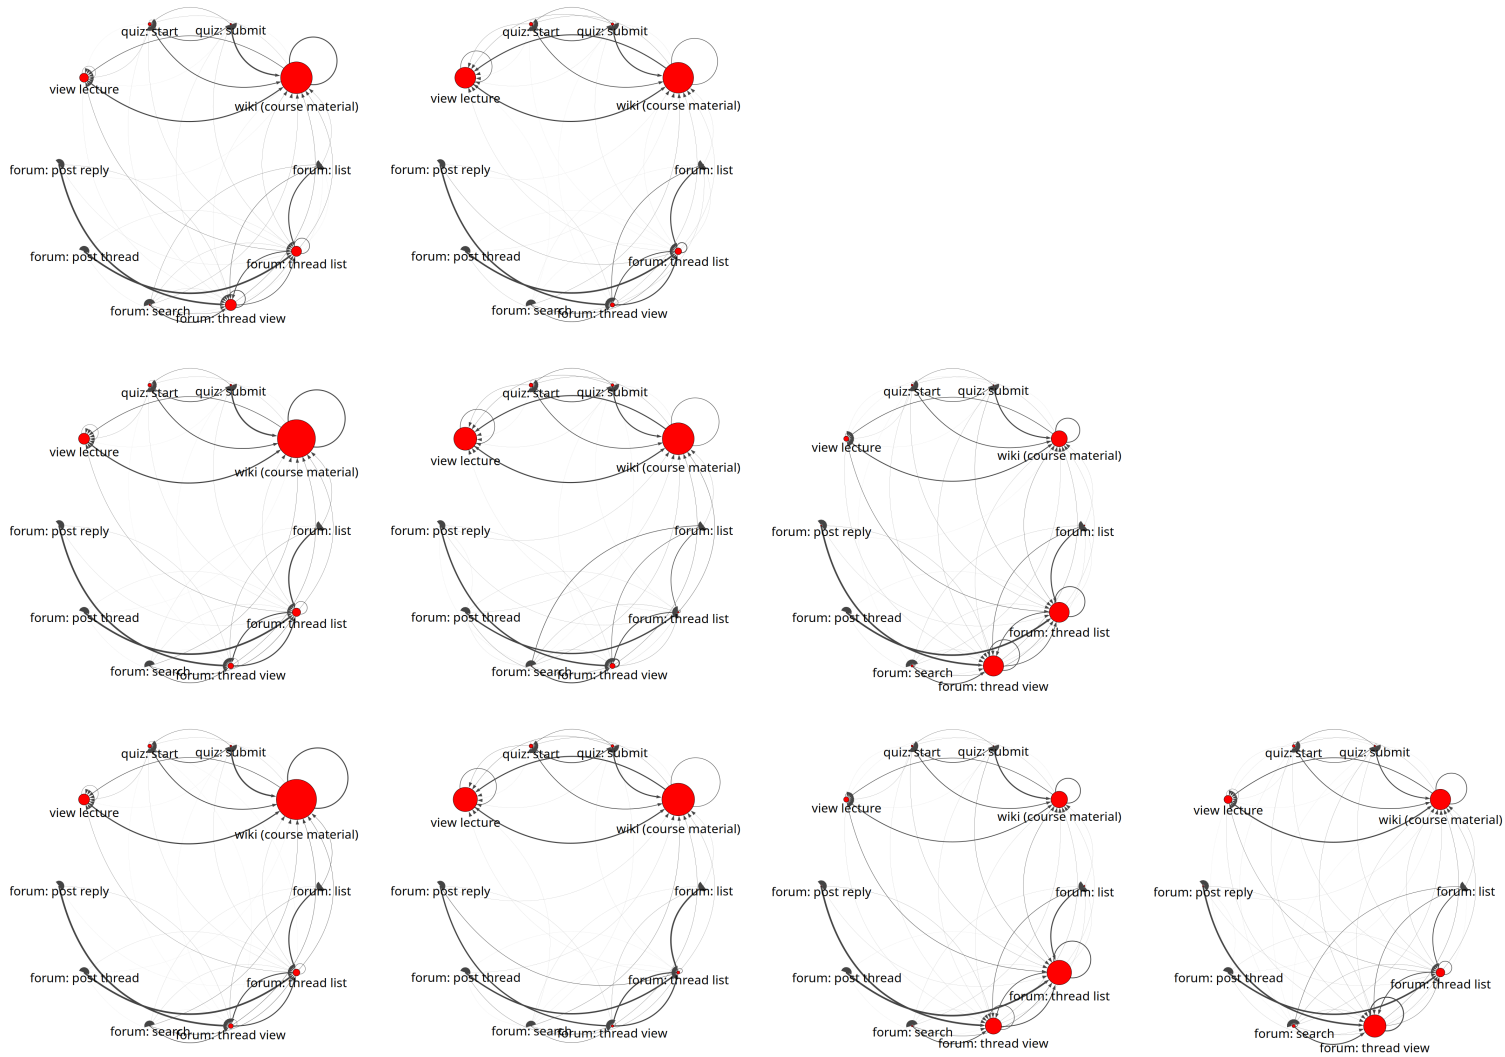 quiz: start
quiz: submit
view lecture
wiki (course material)
forum: post reply
forum: list
forum: post thread
forum: thread list
forum: search
forum: thread view
quiz: start
quiz: submit
view lecture
wiki (course material)
forum: post reply
forum: list
forum: post thread
forum: thread list
forum: search
forum: thread view
quiz: start
quiz: submit
view lecture
wiki (course material)
forum: post reply
forum: list
forum: post thread
forum: thread list
forum: search
forum: thread view
quiz: start
quiz: submit
view lecture
wiki (course material)
forum: post reply
forum: list
forum: post thread
forum: thread list
forum: search
forum: thread view
quiz: start
quiz: submit
view lecture
wiki (course material)
forum: post reply
forum: list
forum: post thread
forum: thread list
forum: search
forum: thread view
quiz: start
quiz: submit
view lecture
wiki (course material)
forum: post reply
forum: list
forum: post thread
forum: thread list
forum: search
forum: thread view
quiz: start
quiz: submit
view lecture
wiki (course material)
forum: post reply
forum: list
forum: post thread
forum: thread list
forum: search
forum: thread view
quiz: start
quiz: submit
view lecture
wiki (course material)
forum: post reply
forum: list
forum: post thread
forum: thread list
forum: search
forum: thread view
quiz: start
quiz: submit
view lecture
wiki (course material)
forum: post reply
forum: list
forum: post thread
forum: thread list
forum: search
forum: thread view